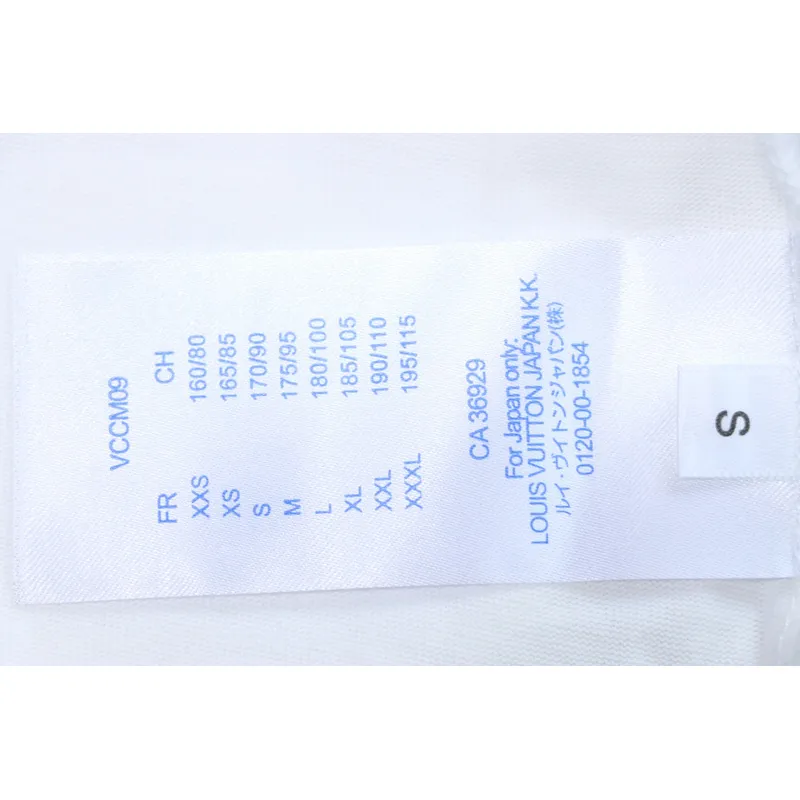 VCCM09
FR CH
XXS 160/80
XS 165/85
S 170/90
M 175/95
L 180/100
XL 185/105
XXL 190/110
XXXL 195/115
CA 36929
For Japan only:
LOUIS VUITTON JAPAN K.K.
ルイ・ヴィトン ジャパン(株)
0120-00-1854
S